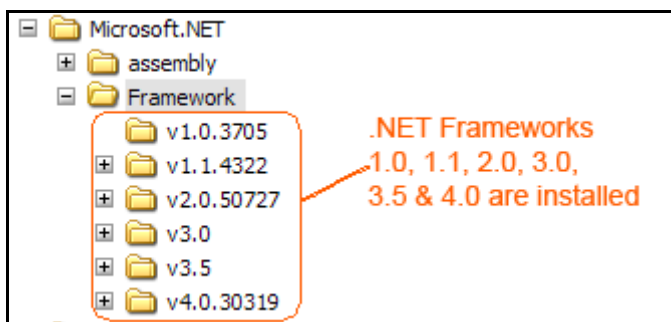 Microsoft.NET
assembly
Framework
v1.0.3705
v1.1.4322
v2.0.50727
v3.0
v3.5
v4.0.30319
.NET Frameworks
1.0, 1.1, 2.0, 3.0,
3.5 & 4.0 are installed